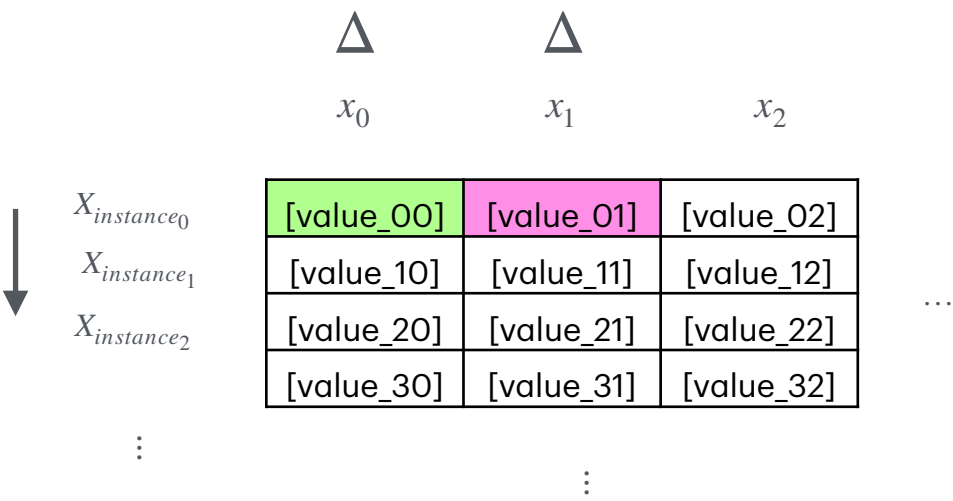 Δ Δ
x₀ x₁ x₂
X_instance₀ [value_00] [value_01] [value_02]
X_instance₁ [value_10] [value_11] [value_12]
…
X_instance₂ [value_20] [value_21] [value_22]
[value_30] [value_31] [value_32]
⋮
⋮